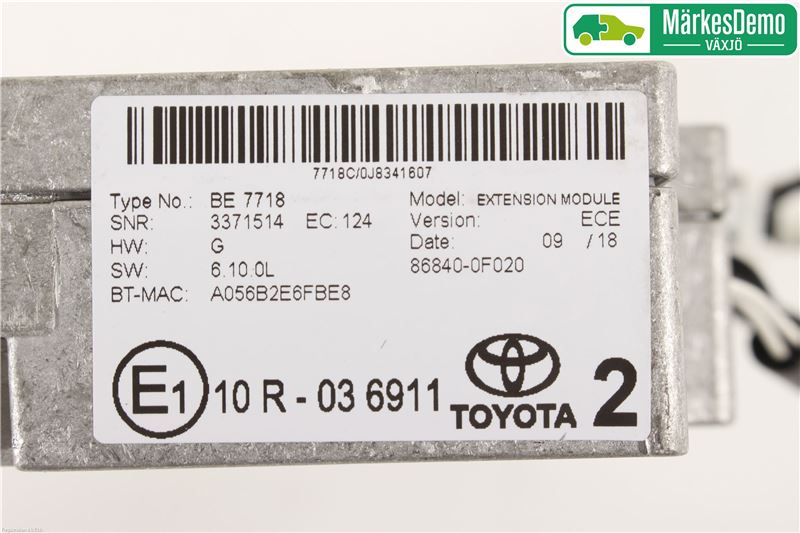 MärkesDemo
VÄXJÖ
7718C/0J8341607
Type No.: BE 7718 Model: EXTENSION MODULE
SNR: 3371514 EC: 124 Version: ECE
HW: G Date: 09 / 18
SW: 6.10.0L 86840-0F020
BT-MAC: A056B2E6FBE8
E1 10 R - 03 6911 TOYOTA 2